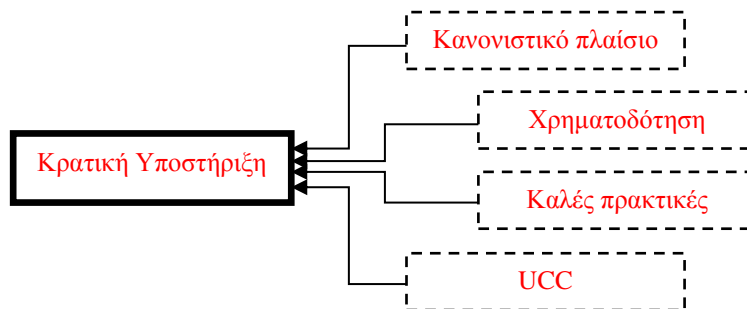 Κανονιστικό πλαίσιο
Χρηματοδότηση
Κρατική Υποστήριξη
Καλές πρακτικές
UCC